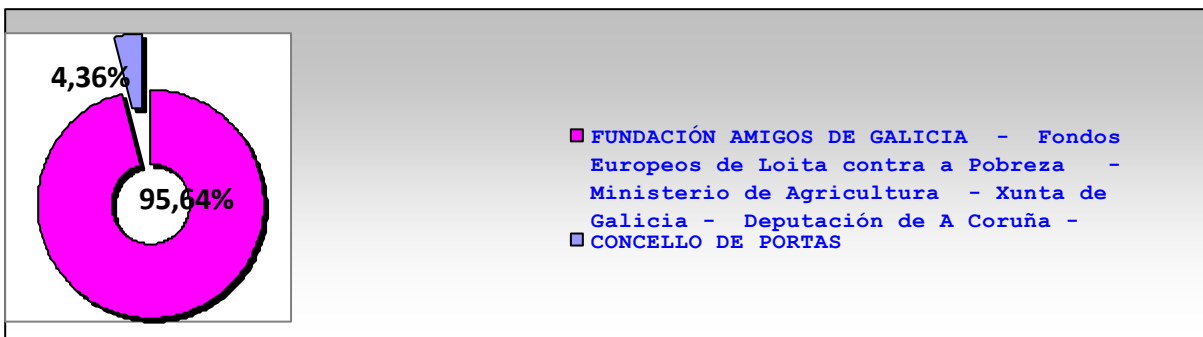 4,36%
95,64%
FUNDACIÓN AMIGOS DE GALICIA - Fondos
Europeos de Loita contra a Pobreza -
Ministerio de Agricultura - Xunta de
Galicia - Deputación de A Coruña -
CONCELLO DE PORTAS